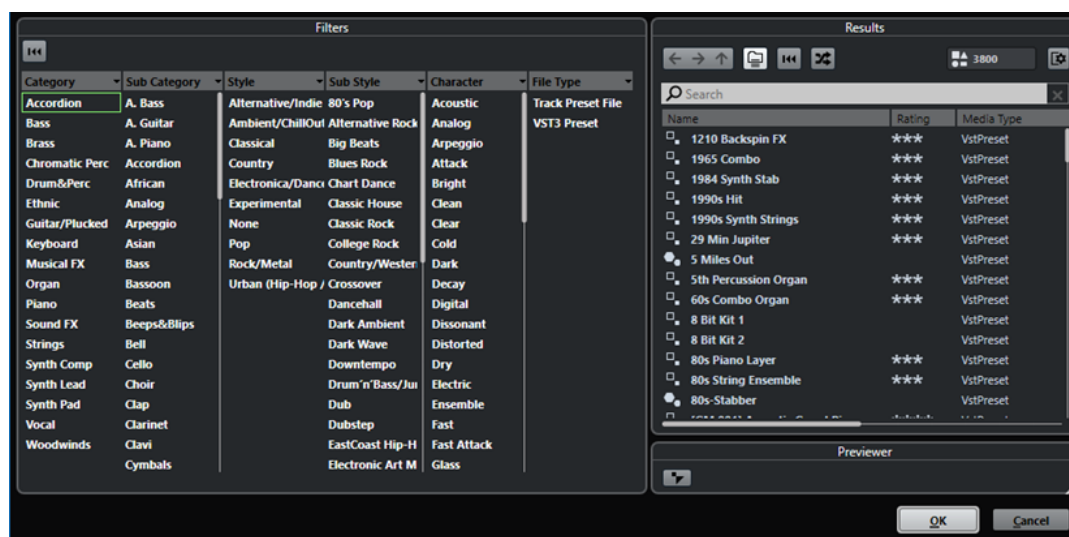 Filters
Category Sub Category Style Sub Style Character File Type
Accordion A. Bass Alternative/Indie 80's Pop Acoustic Track Preset File
Bass A. Guitar Ambient/ChillOut Alternative Rock Analog VST3 Preset
Brass A. Piano Classical Big Beats Arpeggio
Chromatic Perc Accordion Country Blues Rock Attack
Drum&Perc African Electronica/Danc Chart Dance Bright
Ethnic Analog Experimental Classic House Clean
Guitar/Plucked Arpeggio None Classic Rock Clear
Keyboard Asian Pop College Rock Cold
Musical FX Bass Rock/Metal Country/Western Dark
Organ Bassoon Urban (Hip-Hop / Crossover Decay
Piano Beats Dancehall Digital
Sound FX Beeps&Blips Dark Ambient Dissonant
Strings Bell Dark Wave Distorted
Synth Comp Cello Downtempo Dry
Synth Lead Choir Drum'n'Bass/Jun Electric
Synth Pad Clap Dub Ensemble
Vocal Clarinet Dubstep Fast
Woodwinds Clavi EastCoast Hip-H Fast Attack
Cymbals Electronic Art M Glass
Results
3800
Search
Name Rating Media Type
1210 Backspin FX *** VstPreset
1965 Combo *** VstPreset
1984 Synth Stab *** VstPreset
1990s Hit *** VstPreset
1990s Synth Strings *** VstPreset
29 Min Jupiter *** VstPreset
5 Miles Out VstPreset
5th Percussion Organ *** VstPreset
60s Combo Organ *** VstPreset
8 Bit Kit 1 VstPreset
8 Bit Kit 2 VstPreset
80s Piano Layer *** VstPreset
80s String Ensemble *** VstPreset
80s-Stabber VstPreset
Previewer
OK Cancel